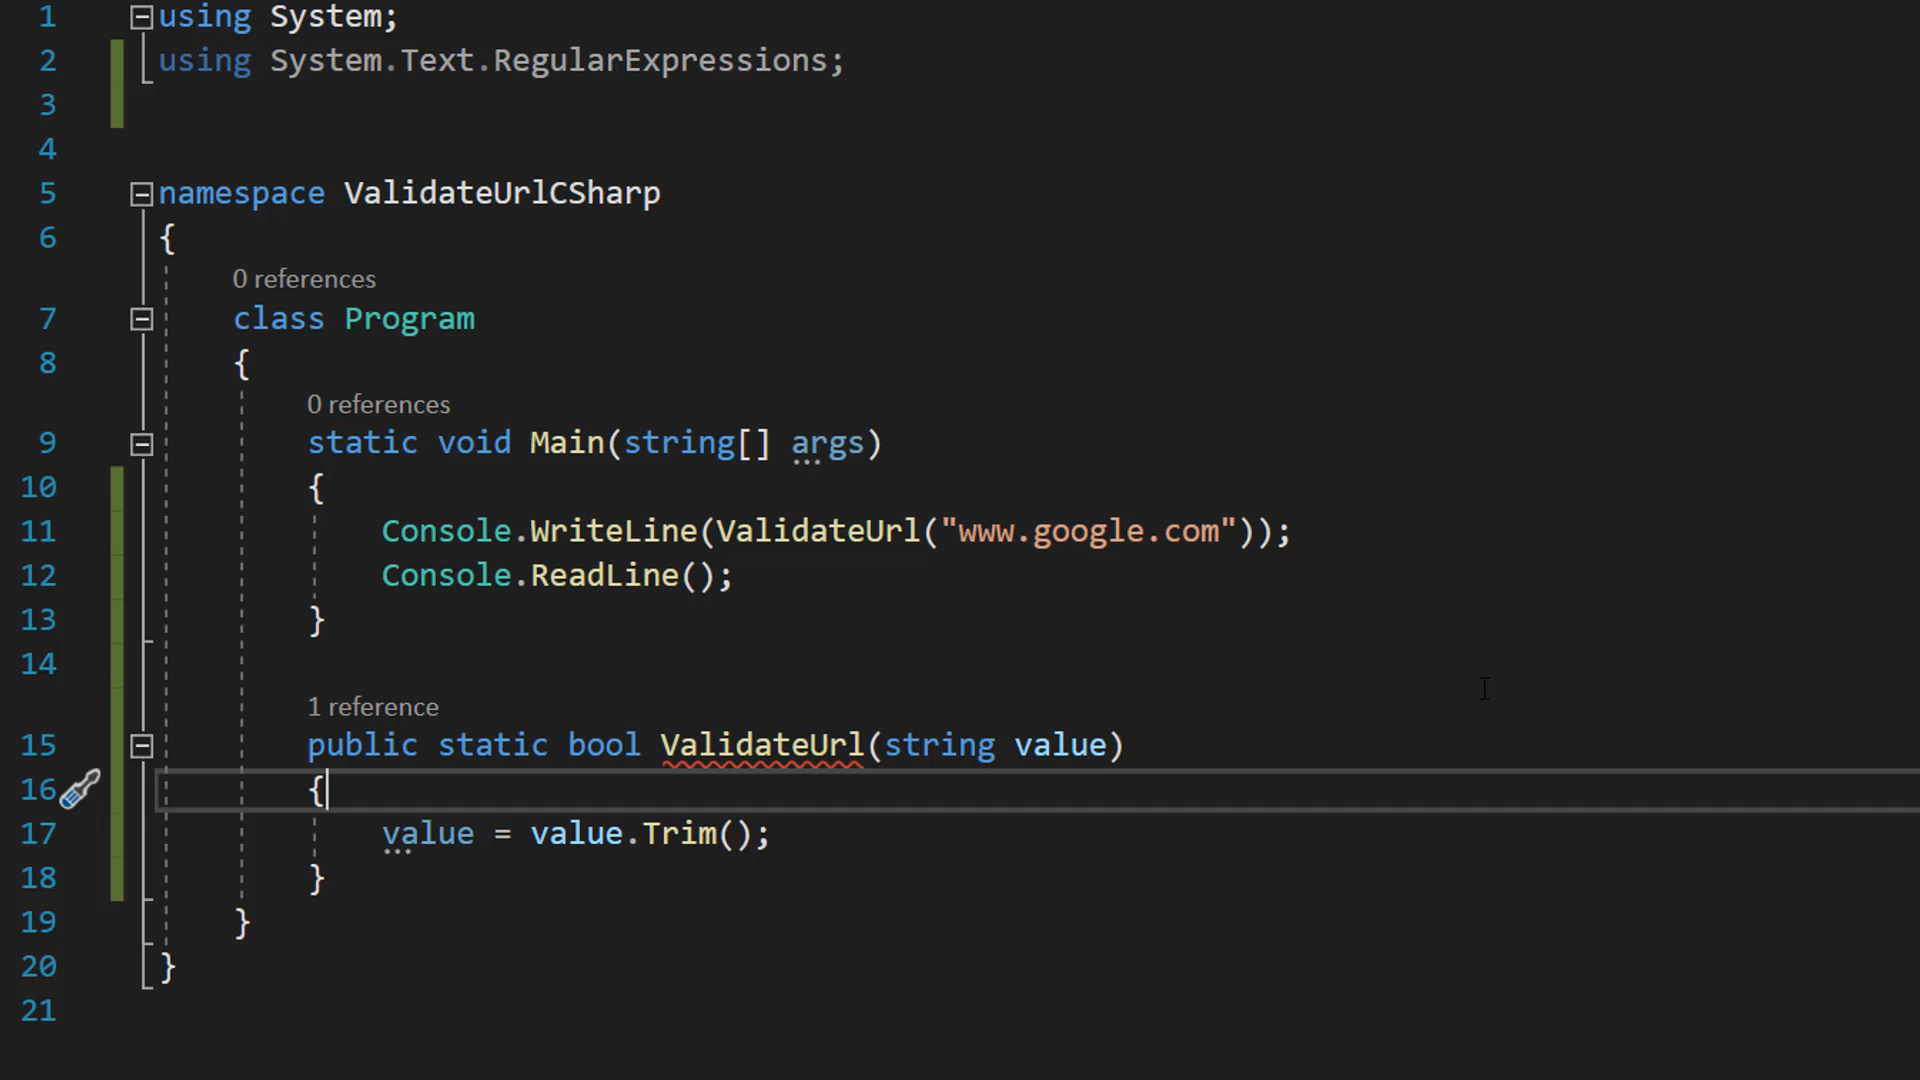 1 using System;
2 using System.Text.RegularExpressions;
3
4
5 namespace ValidateUrlCSharp
6 {
0 references
7 class Program
8 {
0 references
9 static void Main(string[] args)
10 {
11 Console.WriteLine(ValidateUrl("www.google.com"));
12 Console.ReadLine();
13 }
14
1 reference
15 public static bool ValidateUrl(string value)
16 {
17 value = value.Trim();
18 }
19 }
20 }
21